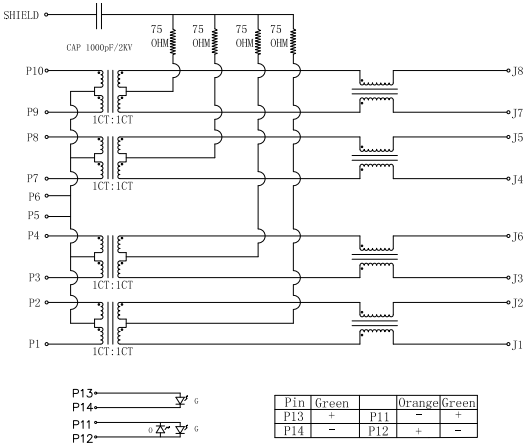 SHIELD
75 OHM 75 OHM 75 OHM 75 OHM
CAP 1000pF/2KV
P10 J8
P9 J7
1CT:1CT
P8 J5
P7 J4
1CT:1CT
P6
P5
P4 J6
P3 J3
1CT:1CT
P2 J2
P1 J1
1CT:1CT
P13
G
P14
P11
O G
P12
Pin Green Orange Green
P13 + P11 − +
P14 − P12 + −